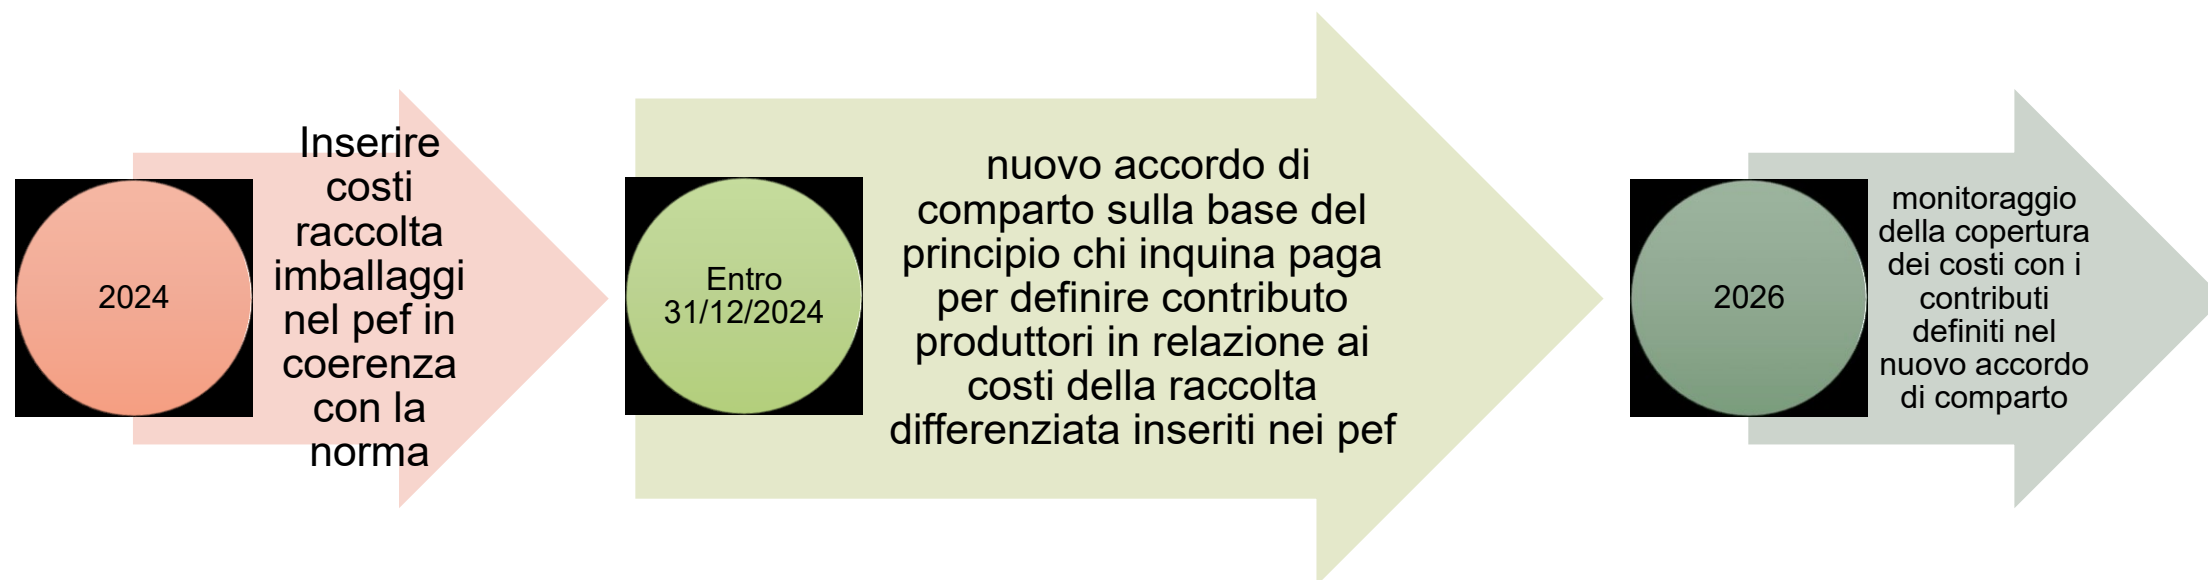 2024
Inserire
costi
raccolta
imballaggi
nel pef in
coerenza
con la
norma
Entro
31/12/2024
nuovo accordo di
comparto sulla base del
principio chi inquina paga
per definire contributo
produttori in relazione ai
costi della raccolta
differenziata inseriti nei pef
2026
monitoraggio
della copertura
dei costi con i
contributi
definiti nel
nuovo accordo
di comparto